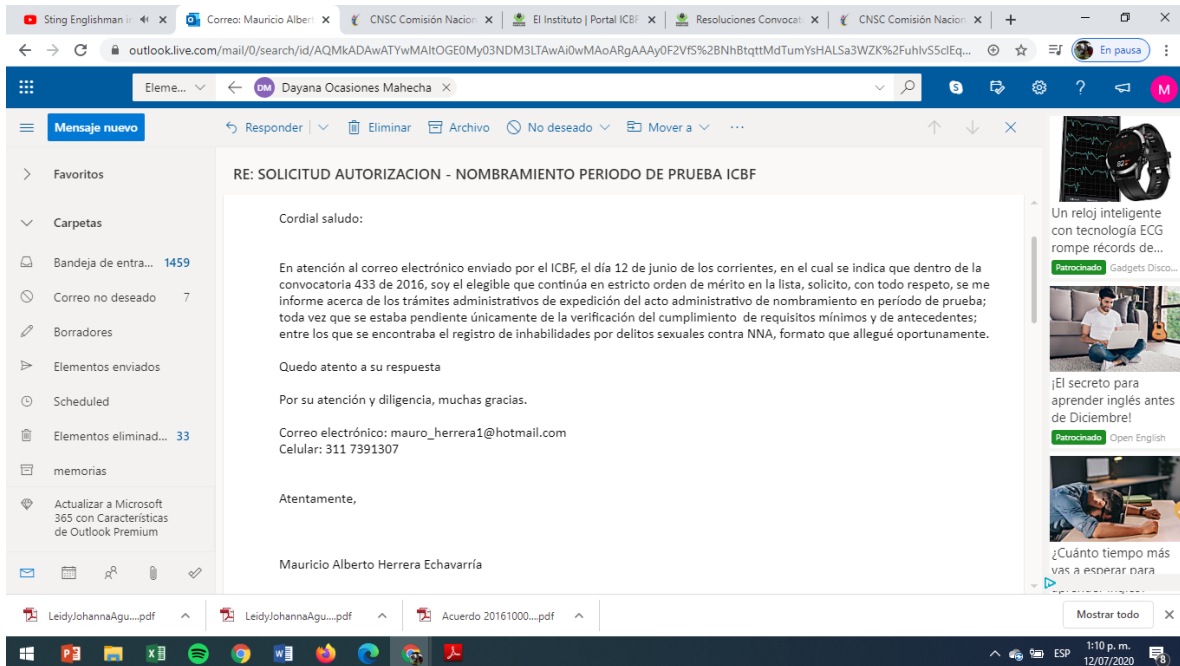 Sting Englishman in
Correo: Mauricio Albert
CNSC Comisión Nacion
El Instituto | Portal ICBF
Resoluciones Convocat
CNSC Comisión Nacion
outlook.live.com/mail/0/search/id/AQMkADAwATYwMAItOGE0My03NDM3LTAwAi0wMAoARgAAAy0F2VfS%2BNhBtqttMdTumYsHALSa3WZK%2FuhlvS5clEq...
En pausa
Eleme...
DM Dayana Ocasiones Mahecha
M
Mensaje nuevo
Responder
Eliminar
Archivo
No deseado
Mover a
...
Favoritos
Carpetas
Bandeja de entra... 1459
Correo no deseado 7
Borradores
Elementos enviados
Scheduled
Elementos eliminad... 33
memorias
Actualizar a Microsoft
365 con Características
de Outlook Premium
RE: SOLICITUD AUTORIZACION - NOMBRAMIENTO PERIODO DE PRUEBA ICBF
Cordial saludo:
En atención al correo electrónico enviado por el ICBF, el día 12 de junio de los corrientes, en el cual se indica que dentro de la
convocatoria 433 de 2016, soy el elegible que continúa en estricto orden de mérito en la lista, solicito, con todo respeto, se me
informe acerca de los trámites administrativos de expedición del acto administrativo de nombramiento en período de prueba;
toda vez que se estaba pendiente únicamente de la verificación del cumplimiento de requisitos mínimos y de antecedentes;
entre los que se encontraba el registro de inhabilidades por delitos sexuales contra NNA, formato que allegué oportunamente.
Quedo atento a su respuesta
Por su atención y diligencia, muchas gracias.
Correo electrónico: mauro_herrera1@hotmail.com
Celular: 311 7391307
Atentamente,
Mauricio Alberto Herrera Echavarría
Un reloj inteligente
con tecnología ECG
rompe récords de...
Patrocinado Gadgets Disco...
¡El secreto para
aprender inglés antes
de Diciembre!
Patrocinado Open English
¿Cuánto tiempo más
vas a esperar para
aprender inglés?
LeidyJohannaAgu....pdf
LeidyJohannaAgu....pdf
Acuerdo 20161000....pdf
Mostrar todo
ESP
1:10 p. m.
12/07/2020
8